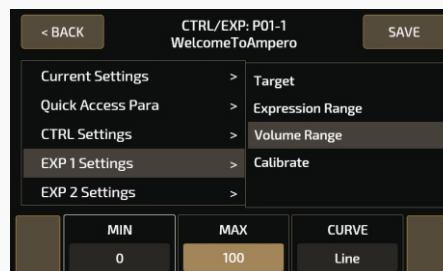 < BACK
CTRL/EXP: P01-1
WelcomeToAmpero
SAVE
Current Settings >
Quick Access Para >
CTRL Settings >
EXP 1 Settings >
EXP 2 Settings >
Target
Expression Range
Volume Range
Calibrate
MIN
MAX
CURVE
0
100
Line